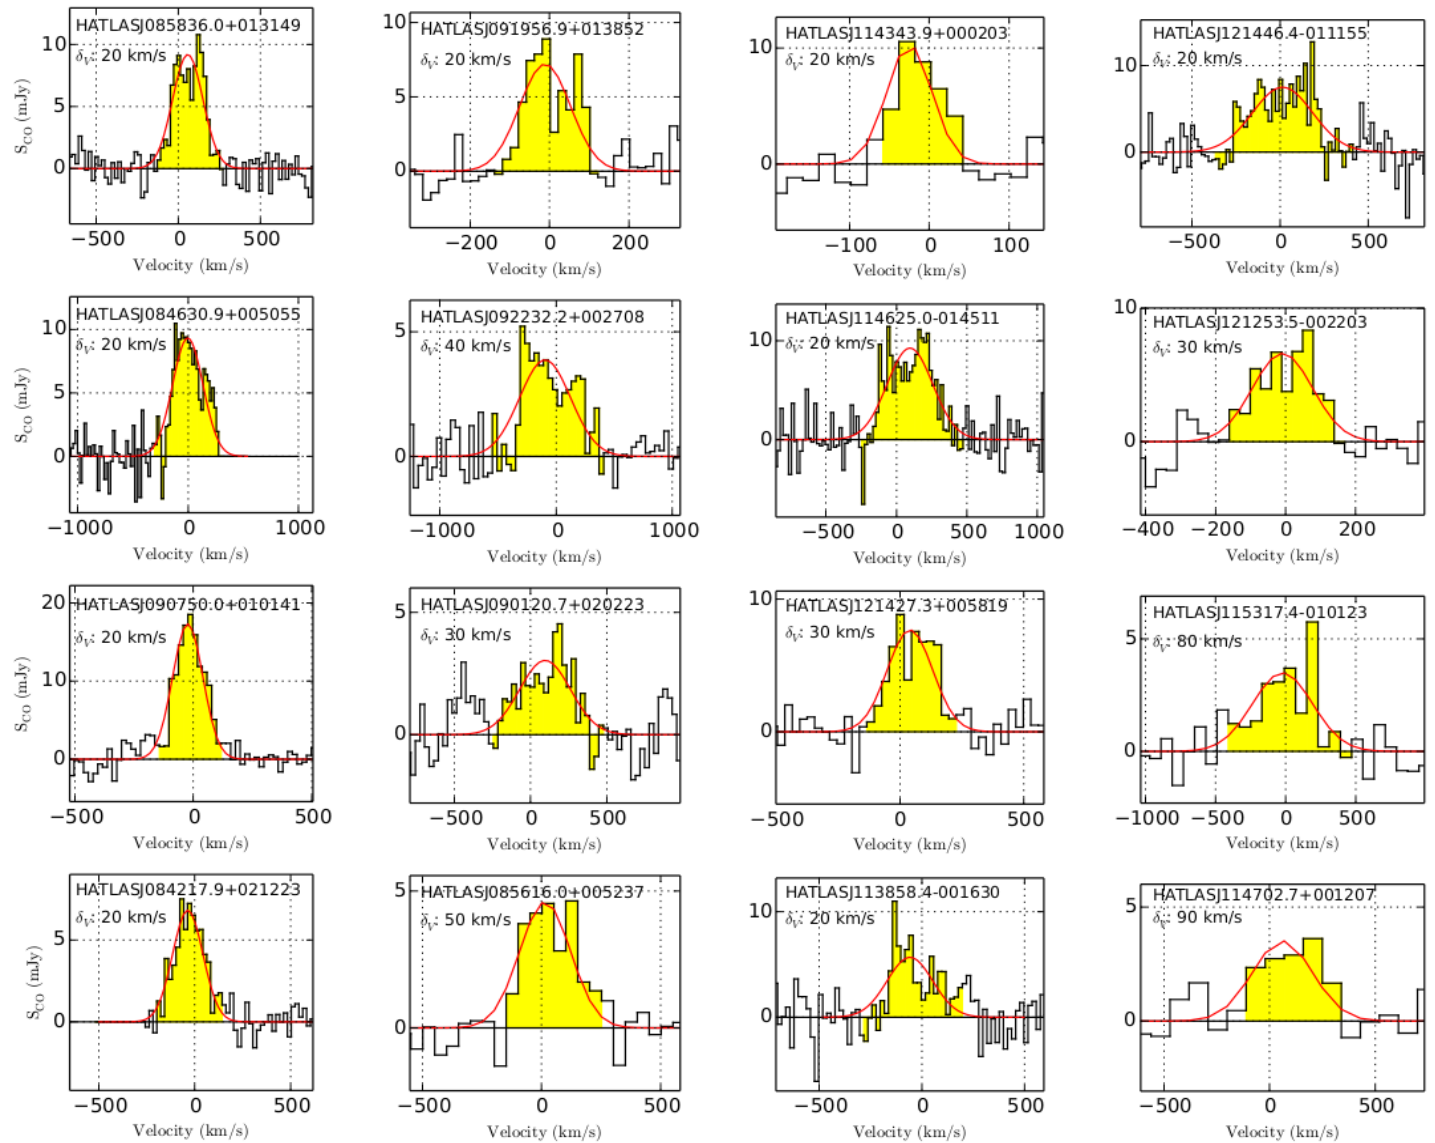 HATLASJ085836.0+013149
δV: 20 km/s
10
5
0
SCO (mJy)
−500 0 500
Velocity (km/s)
HATLASJ091956.9+013852
δV: 20 km/s
10
5
0
−200 0 200
Velocity (km/s)
HATLASJ114343.9+000203
δV: 20 km/s
10
0
−100 0 100
Velocity (km/s)
HATLASJ121446.4-011155
δV: 20 km/s
10
0
−500 0 500
Velocity (km/s)
HATLASJ084630.9+005055
δV: 20 km/s
10
5
0
SCO (mJy)
−1000 0 1000
Velocity (km/s)
HATLASJ092232.2+002708
δV: 40 km/s
5
0
−1000 0 1000
Velocity (km/s)
HATLASJ114625.0-014511
δV: 20 km/s
10
0
−500 0 500 1000
Velocity (km/s)
HATLASJ121253.5-002203
δV: 30 km/s
10
0
−400 −200 0 200
Velocity (km/s)
HATLASJ090750.0+010141
δV: 20 km/s
20
10
0
SCO (mJy)
−500 0 500
Velocity (km/s)
HATLASJ090120.7+020223
δV: 30 km/s
5
0
−500 0 500
Velocity (km/s)
HATLASJ121427.3+005819
δV: 30 km/s
10
0
−500 0 500
Velocity (km/s)
HATLASJ115317.4-010123
δV: 80 km/s
5
0
−1000 −500 0 500
Velocity (km/s)
HATLASJ084217.9+021223
δV: 20 km/s
5
0
SCO (mJy)
−500 0 500
Velocity (km/s)
HATLASJ085616.0+005237
δV: 50 km/s
5
0
−500 0 500
Velocity (km/s)
HATLASJ113858.4-001630
δV: 20 km/s
10
0
−500 0 500
Velocity (km/s)
HATLASJ114702.7+001207
δV: 90 km/s
5
0
−500 0 500
Velocity (km/s)